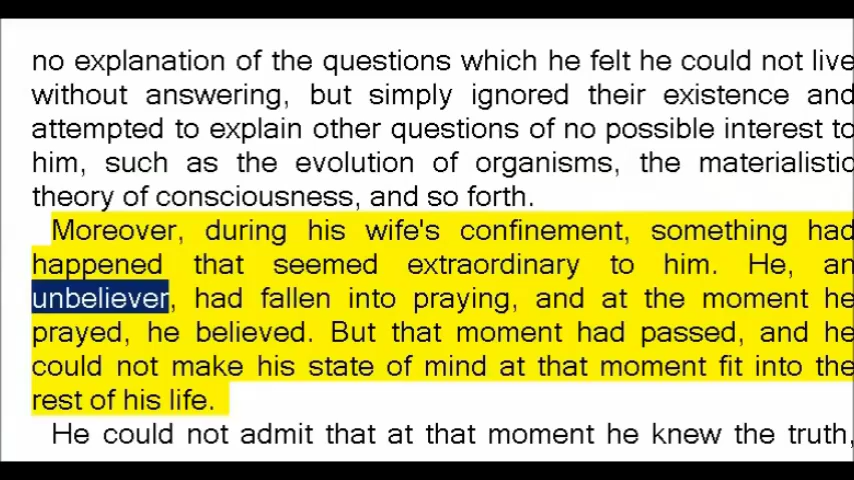 no explanation of the questions which he felt he could not live
without answering, but simply ignored their existence and
attempted to explain other questions of no possible interest to
him, such as the evolution of organisms, the materialistic
theory of consciousness, and so forth.
Moreover, during his wife's confinement, something had
happened that seemed extraordinary to him. He, an
unbeliever, had fallen into praying, and at the moment he
prayed, he believed. But that moment had passed, and he
could not make his state of mind at that moment fit into the
rest of his life.
He could not admit that at that moment he knew the truth,